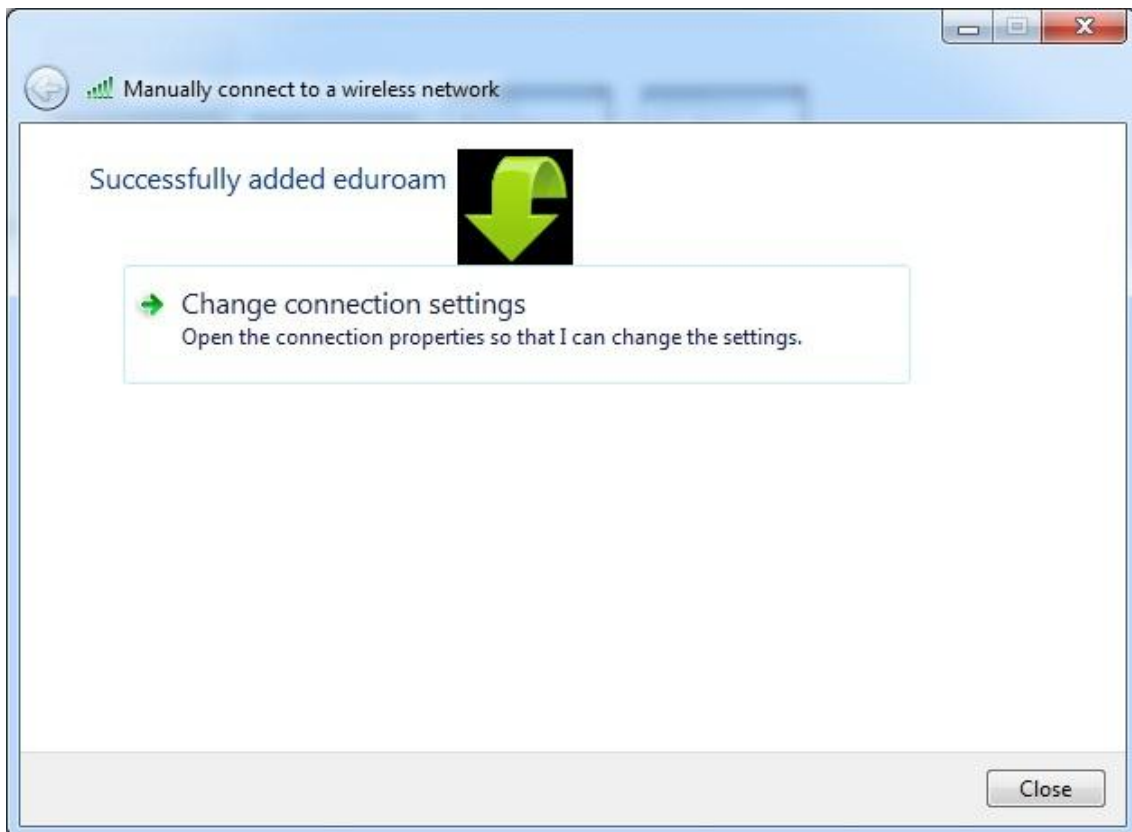 Manually connect to a wireless network
Successfully added eduroam
Change connection settings
Open the connection properties so that I can change the settings.
Close